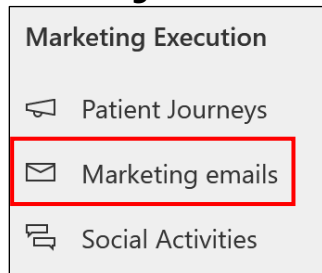 Marketing Execution
Patient Journeys
Marketing emails
Social Activities